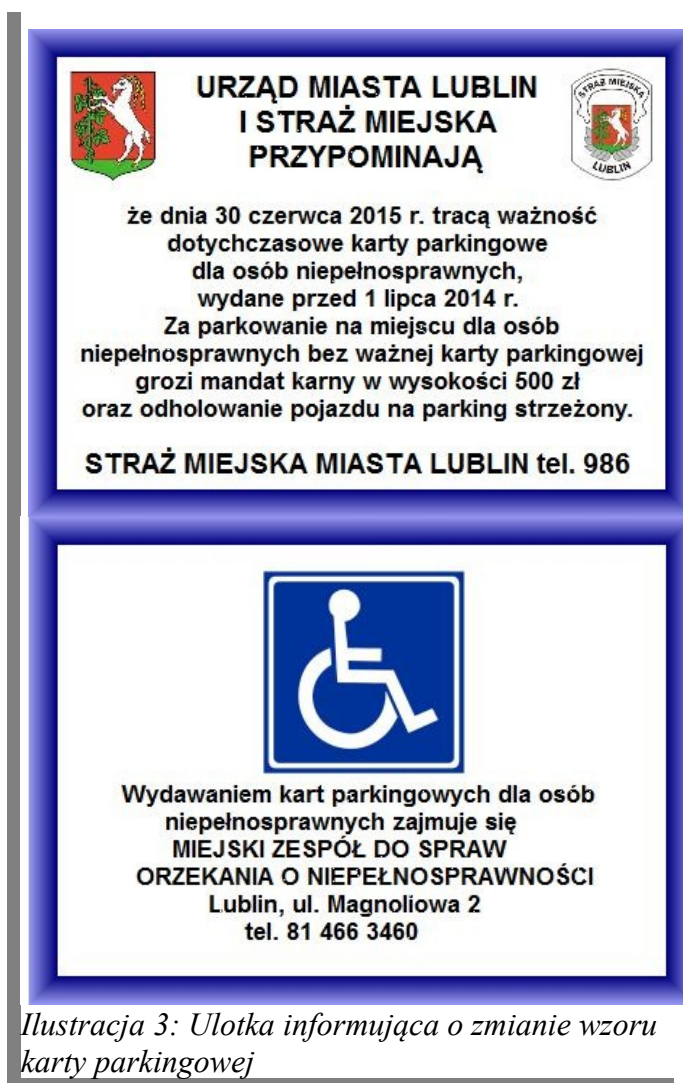 URZĄD MIASTA LUBLIN
I STRAŻ MIEJSKA
PRZYPOMINAJĄ
STRAŻ MIEJSKA
LUBLIN
że dnia 30 czerwca 2015 r. tracą ważność
dotychczasowe karty parkingowe
dla osób niepełnosprawnych,
wydane przed 1 lipca 2014 r.
Za parkowanie na miejscu dla osób
niepełnosprawnych bez ważnej karty parkingowej
grozi mandat karny w wysokości 500 zł
oraz odholowanie pojazdu na parking strzeżony.
STRAŻ MIEJSKA MIASTA LUBLIN tel. 986
Wydawaniem kart parkingowych dla osób
niepełnosprawnych zajmuje się
MIEJSKI ZESPÓŁ DO SPRAW
ORZEKANIA O NIEPEŁNOSPRAWNOŚCI
Lublin, ul. Magnoliowa 2
tel. 81 466 3460
Ilustracja 3: Ulotka informująca o zmianie wzoru
karty parkingowej